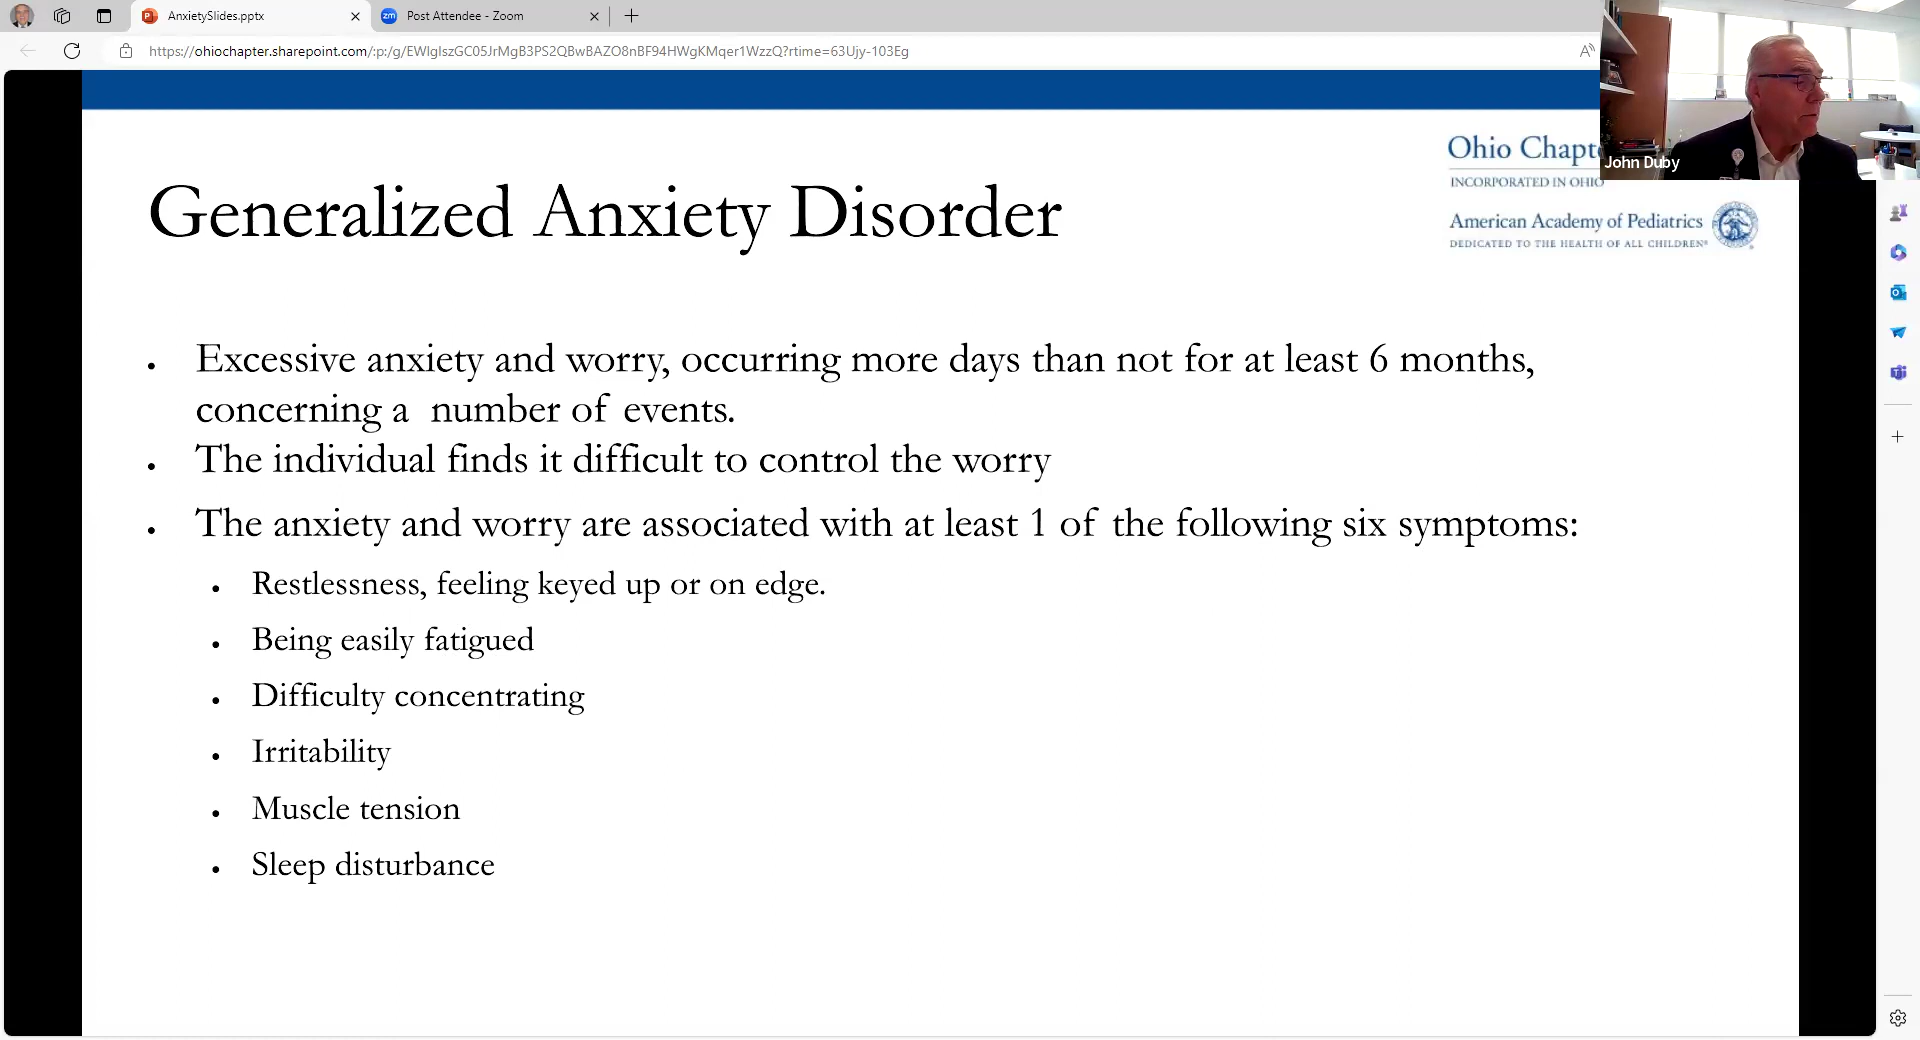 AnxietySlides.pptx
Post Attendee - Zoom
https://ohiochapter.sharepoint.com/:p:/g/EWIgIszGC05JrMgB3PS2QBwBAZO8nBF94HWgKMqer1WzzQ?rtime=63Ujy-103Eg
John Duby
Ohio Chapt
INCORPORATED IN OHIO
American Academy of Pediatrics
DEDICATED TO THE HEALTH OF ALL CHILDREN®
Generalized Anxiety Disorder
• Excessive anxiety and worry, occurring more days than not for at least 6 months,
concerning a number of events.
• The individual finds it difficult to control the worry
• The anxiety and worry are associated with at least 1 of the following six symptoms:
• Restlessness, feeling keyed up or on edge.
• Being easily fatigued
• Difficulty concentrating
• Irritability
• Muscle tension
• Sleep disturbance